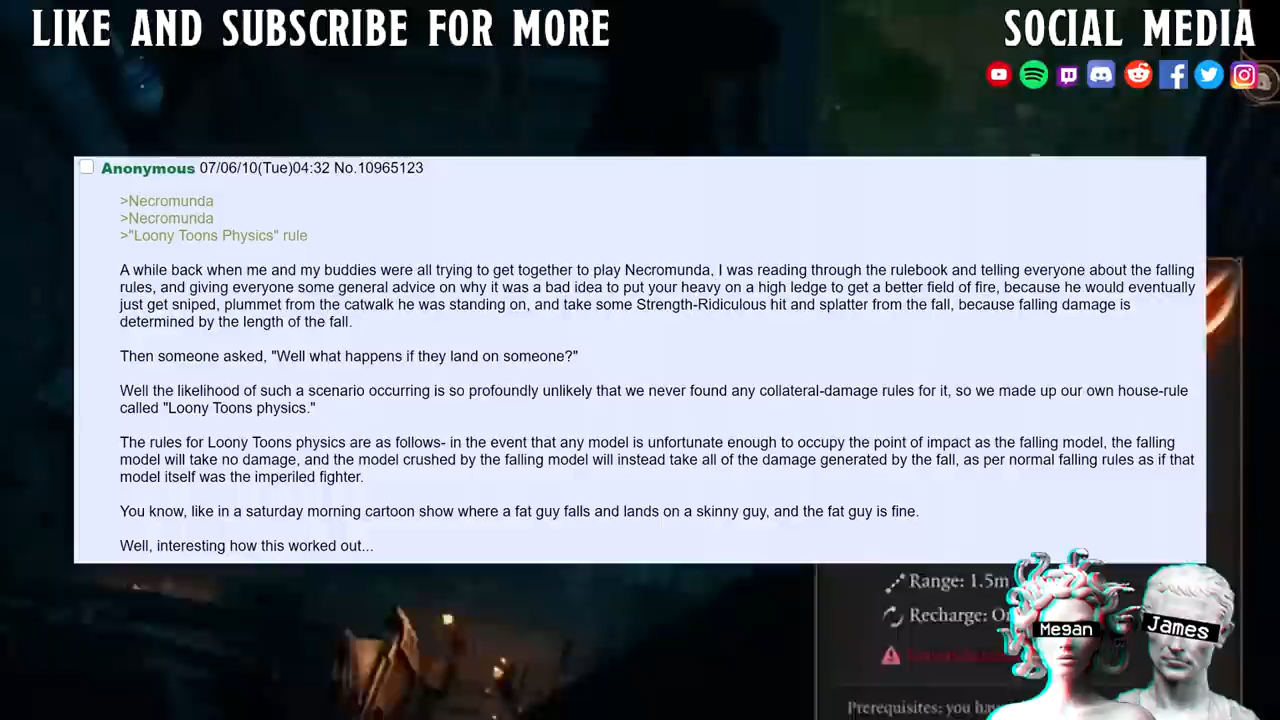 LIKE AND SUBSCRIBE FOR MORE
SOCIAL MEDIA
Anonymous 07/06/10(Tue)04:32 No.10965123
>Necromunda
>Necromunda
>"Loony Toons Physics" rule
A while back when me and my buddies were all trying to get together to play Necromunda, I was reading through the rulebook and telling everyone about the falling
rules, and giving everyone some general advice on why it was a bad idea to put your heavy on a high ledge to get a better field of fire, because he would eventually
just get sniped, plummet from the catwalk he was standing on, and take some Strength-Ridiculous hit and splatter from the fall, because falling damage is
determined by the length of the fall.
Then someone asked, "Well what happens if they land on someone?"
Well the likelihood of such a scenario occurring is so profoundly unlikely that we never found any collateral-damage rules for it, so we made up our own house-rule
called "Loony Toons physics."
The rules for Loony Toons physics are as follows- in the event that any model is unfortunate enough to occupy the point of impact as the falling model, the falling
model will take no damage, and the model crushed by the falling model will instead take all of the damage generated by the fall, as per normal falling rules as if that
model itself was the imperiled fighter.
You know, like in a saturday morning cartoon show where a fat guy falls and lands on a skinny guy, and the fat guy is fine.
Well, interesting how this worked out...
Range: 1.5m
Recharge:
Megan
James
Prerequisites: you